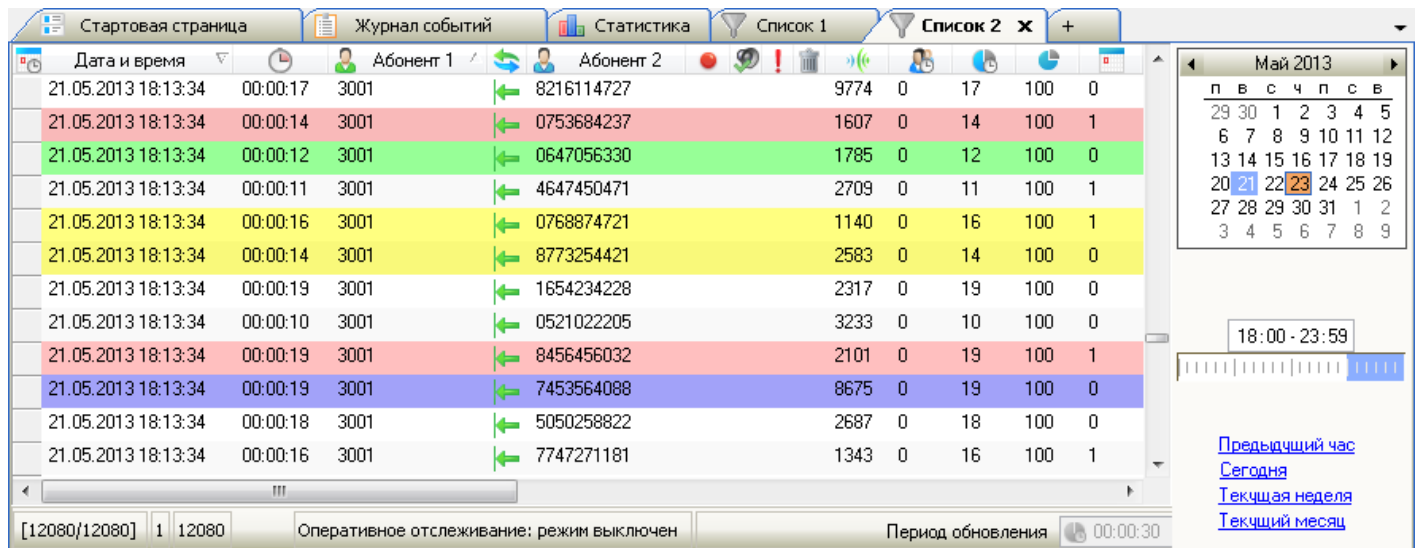 Стартовая страница Журнал событий Статистика Список 1 Список 2 x +
Дата и время Абонент 1 Абонент 2
21.05.2013 18:13:34 00:00:17 3001 8216114727 9774 0 17 100 0
21.05.2013 18:13:34 00:00:14 3001 0753684237 1607 0 14 100 1
21.05.2013 18:13:34 00:00:12 3001 0647056330 1785 0 12 100 0
21.05.2013 18:13:34 00:00:11 3001 4647450471 2709 0 11 100 1
21.05.2013 18:13:34 00:00:16 3001 0768874721 1140 0 16 100 1
21.05.2013 18:13:34 00:00:14 3001 8773254421 2583 0 14 100 0
21.05.2013 18:13:34 00:00:19 3001 1654234228 2317 0 19 100 0
21.05.2013 18:13:34 00:00:10 3001 0521022205 3233 0 10 100 0
21.05.2013 18:13:34 00:00:19 3001 8456456032 2101 0 19 100 1
21.05.2013 18:13:34 00:00:19 3001 7453564088 8675 0 19 100 0
21.05.2013 18:13:34 00:00:18 3001 5050258822 2687 0 18 100 0
21.05.2013 18:13:34 00:00:16 3001 7747271181 1343 0 16 100 1
[12080/12080] 1 12080 Оперативное отслеживание: режим выключен Период обновления 00:00:30
Май 2013
п в с ч п с в
29 30 1 2 3 4 5
6 7 8 9 10 11 12
13 14 15 16 17 18 19
20 21 22 23 24 25 26
27 28 29 30 31 1 2
3 4 5 6 7 8 9
18:00 - 23:59
Предыдущий час
Сегодня
Текущая неделя
Текущий месяц